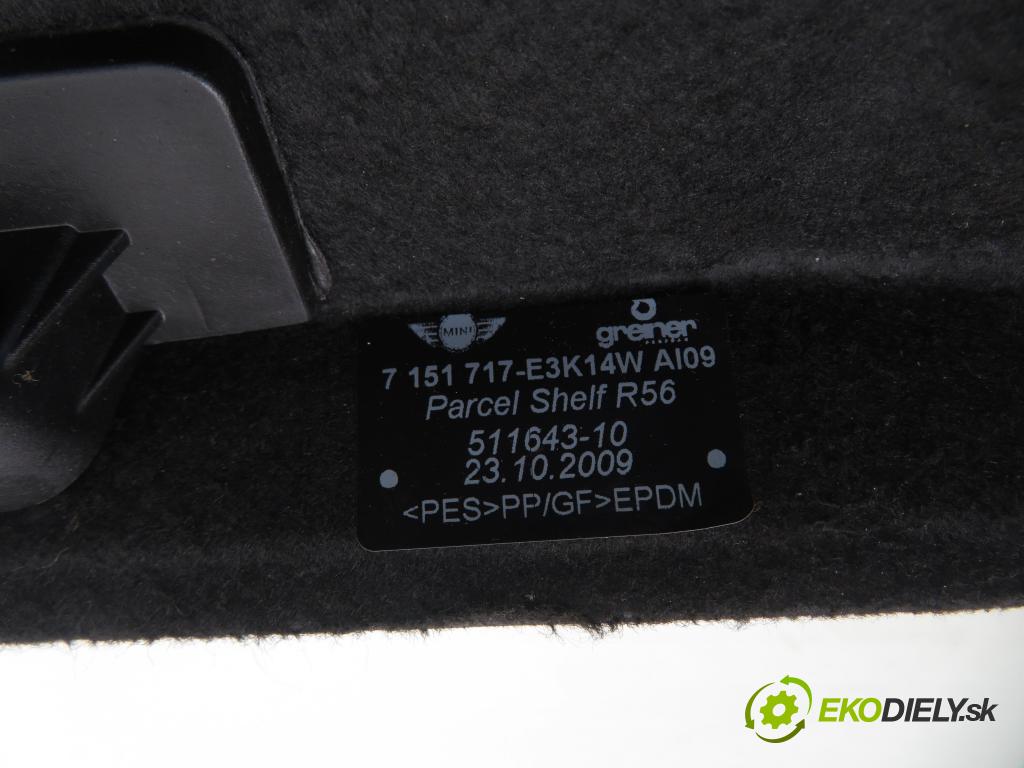 MINI
greiner
7 151 717-E3K14W AI09
Parcel Shelf R56
511643-10
23.10.2009
<PES>PP/GF>EPDM
EKODIELY.sk